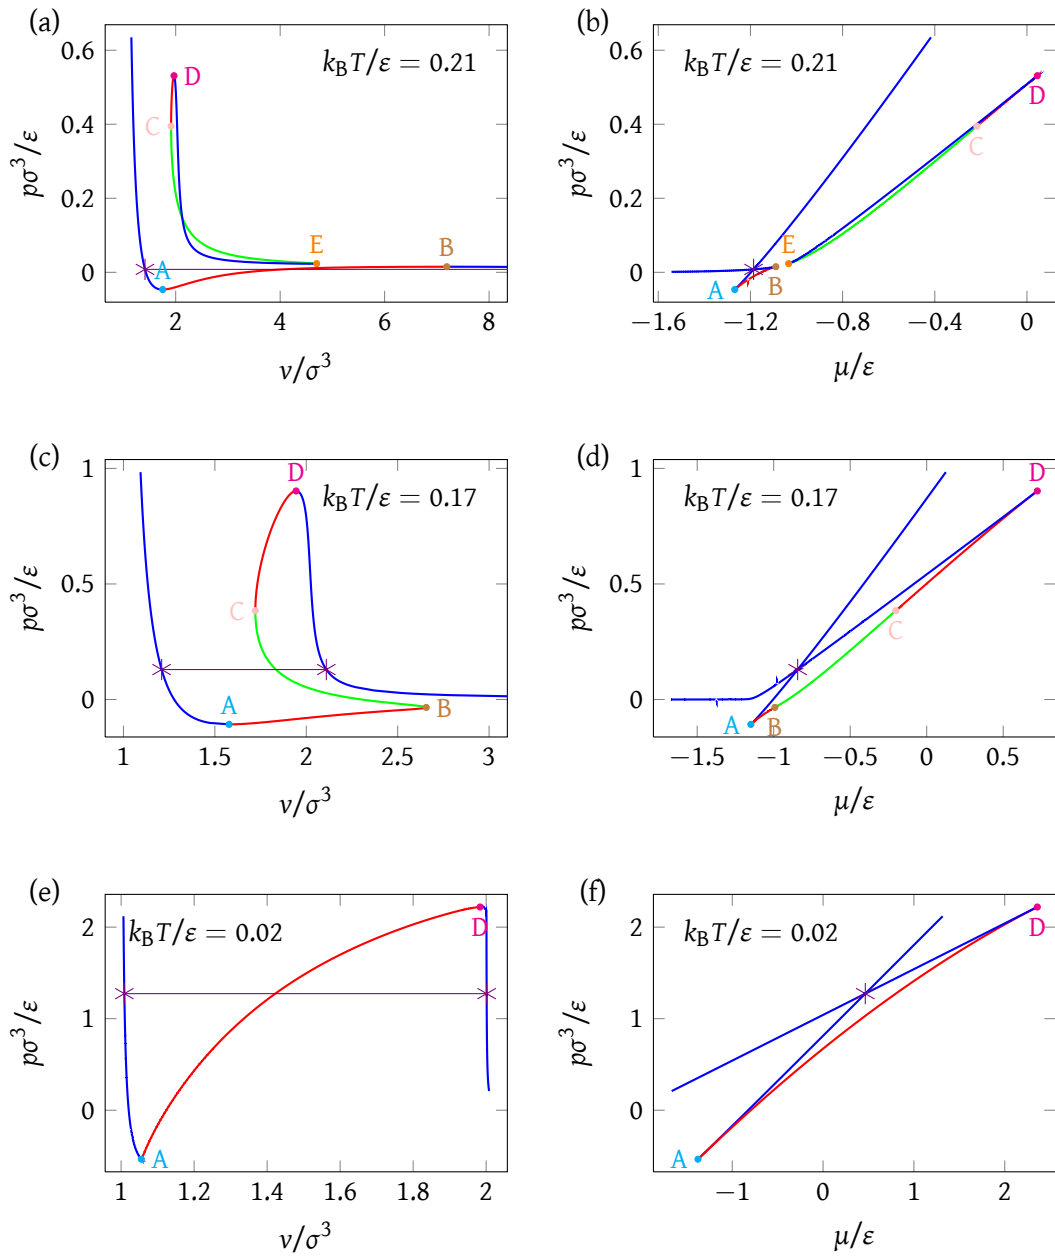 (a)
0.6
0.4
0.2
0
pσ³/ε
k_BT/ε = 0.21
D
C
E
B
A
2
4
6
8
v/σ³
(b)
0.6
0.4
0.2
0
pσ³/ε
k_BT/ε = 0.21
D
C
E
B
A
−1.6
−1.2
−0.8
−0.4
0
μ/ε
(c)
1
0.5
0
pσ³/ε
k_BT/ε = 0.17
D
C
A
B
1
1.5
2
2.5
3
v/σ³
(d)
1
0.5
0
pσ³/ε
k_BT/ε = 0.17
D
C
A
B
−1.5
−1
−0.5
0
0.5
μ/ε
(e)
2
1
0
pσ³/ε
k_BT/ε = 0.02
D
A
1
1.2
1.4
1.6
1.8
2
v/σ³
(f)
2
1
0
pσ³/ε
k_BT/ε = 0.02
D
A
−1
0
1
2
μ/ε